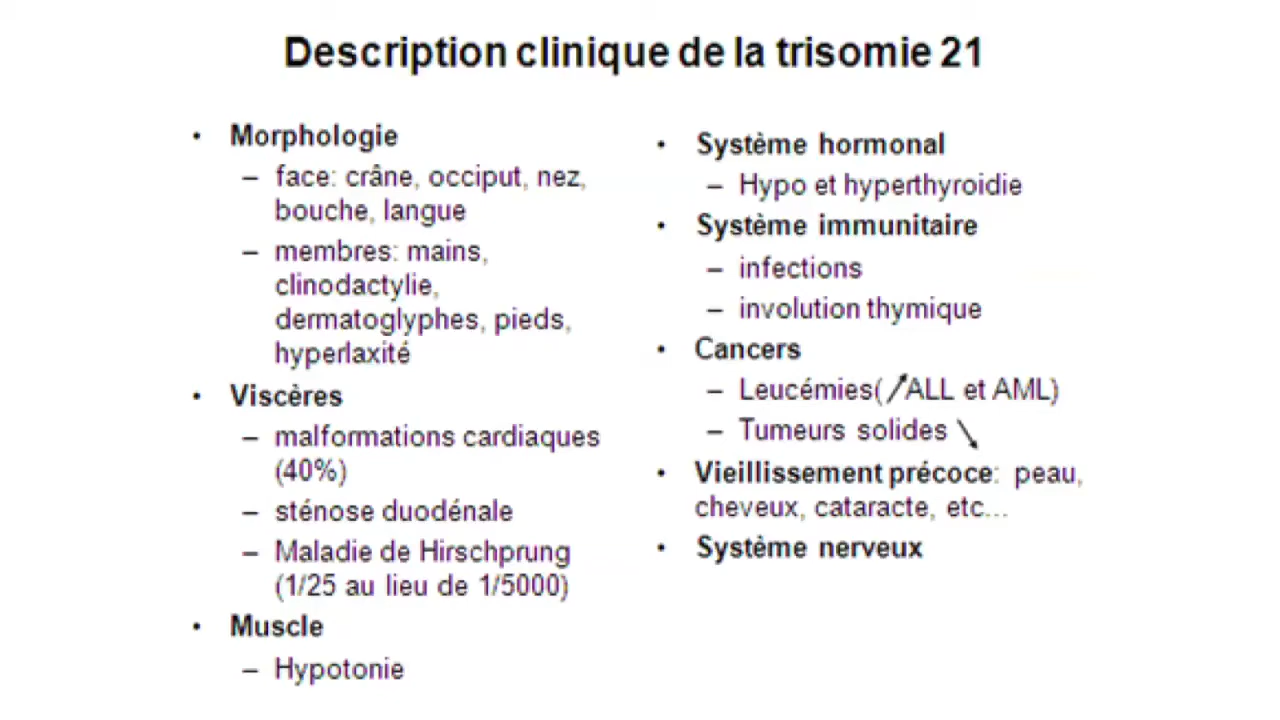 Description clinique de la trisomie 21
• Morphologie
– face: crâne, occiput, nez,
bouche, langue
– membres: mains,
clinodactylie,
dermatoglyphes, pieds,
hyperlaxité
• Viscères
– malformations cardiaques
(40%)
– sténose duodénale
– Maladie de Hirschprung
(1/25 au lieu de 1/5000)
• Muscle
– Hypotonie
• Système hormonal
– Hypo et hyperthyroidie
• Système immunitaire
– infections
– involution thymique
• Cancers
– Leucémies(↗ALL et AML)
– Tumeurs solides ↘
• Vieillissement précoce: peau,
cheveux, cataracte, etc...
• Système nerveux